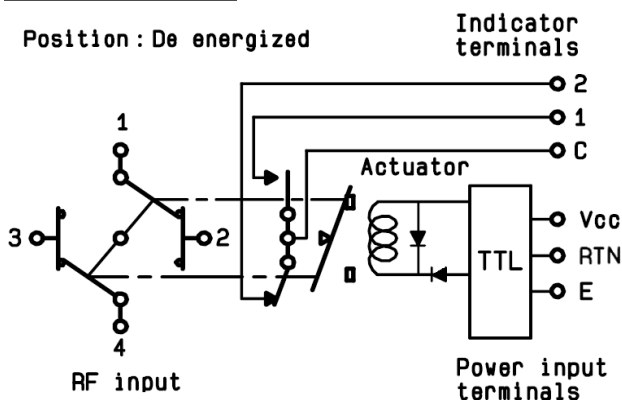 Position : De energized
Indicator
terminals
2
1
C
1
Actuator
3
2
Vcc
TTL
RTN
E
4
RF input
Power input
terminals